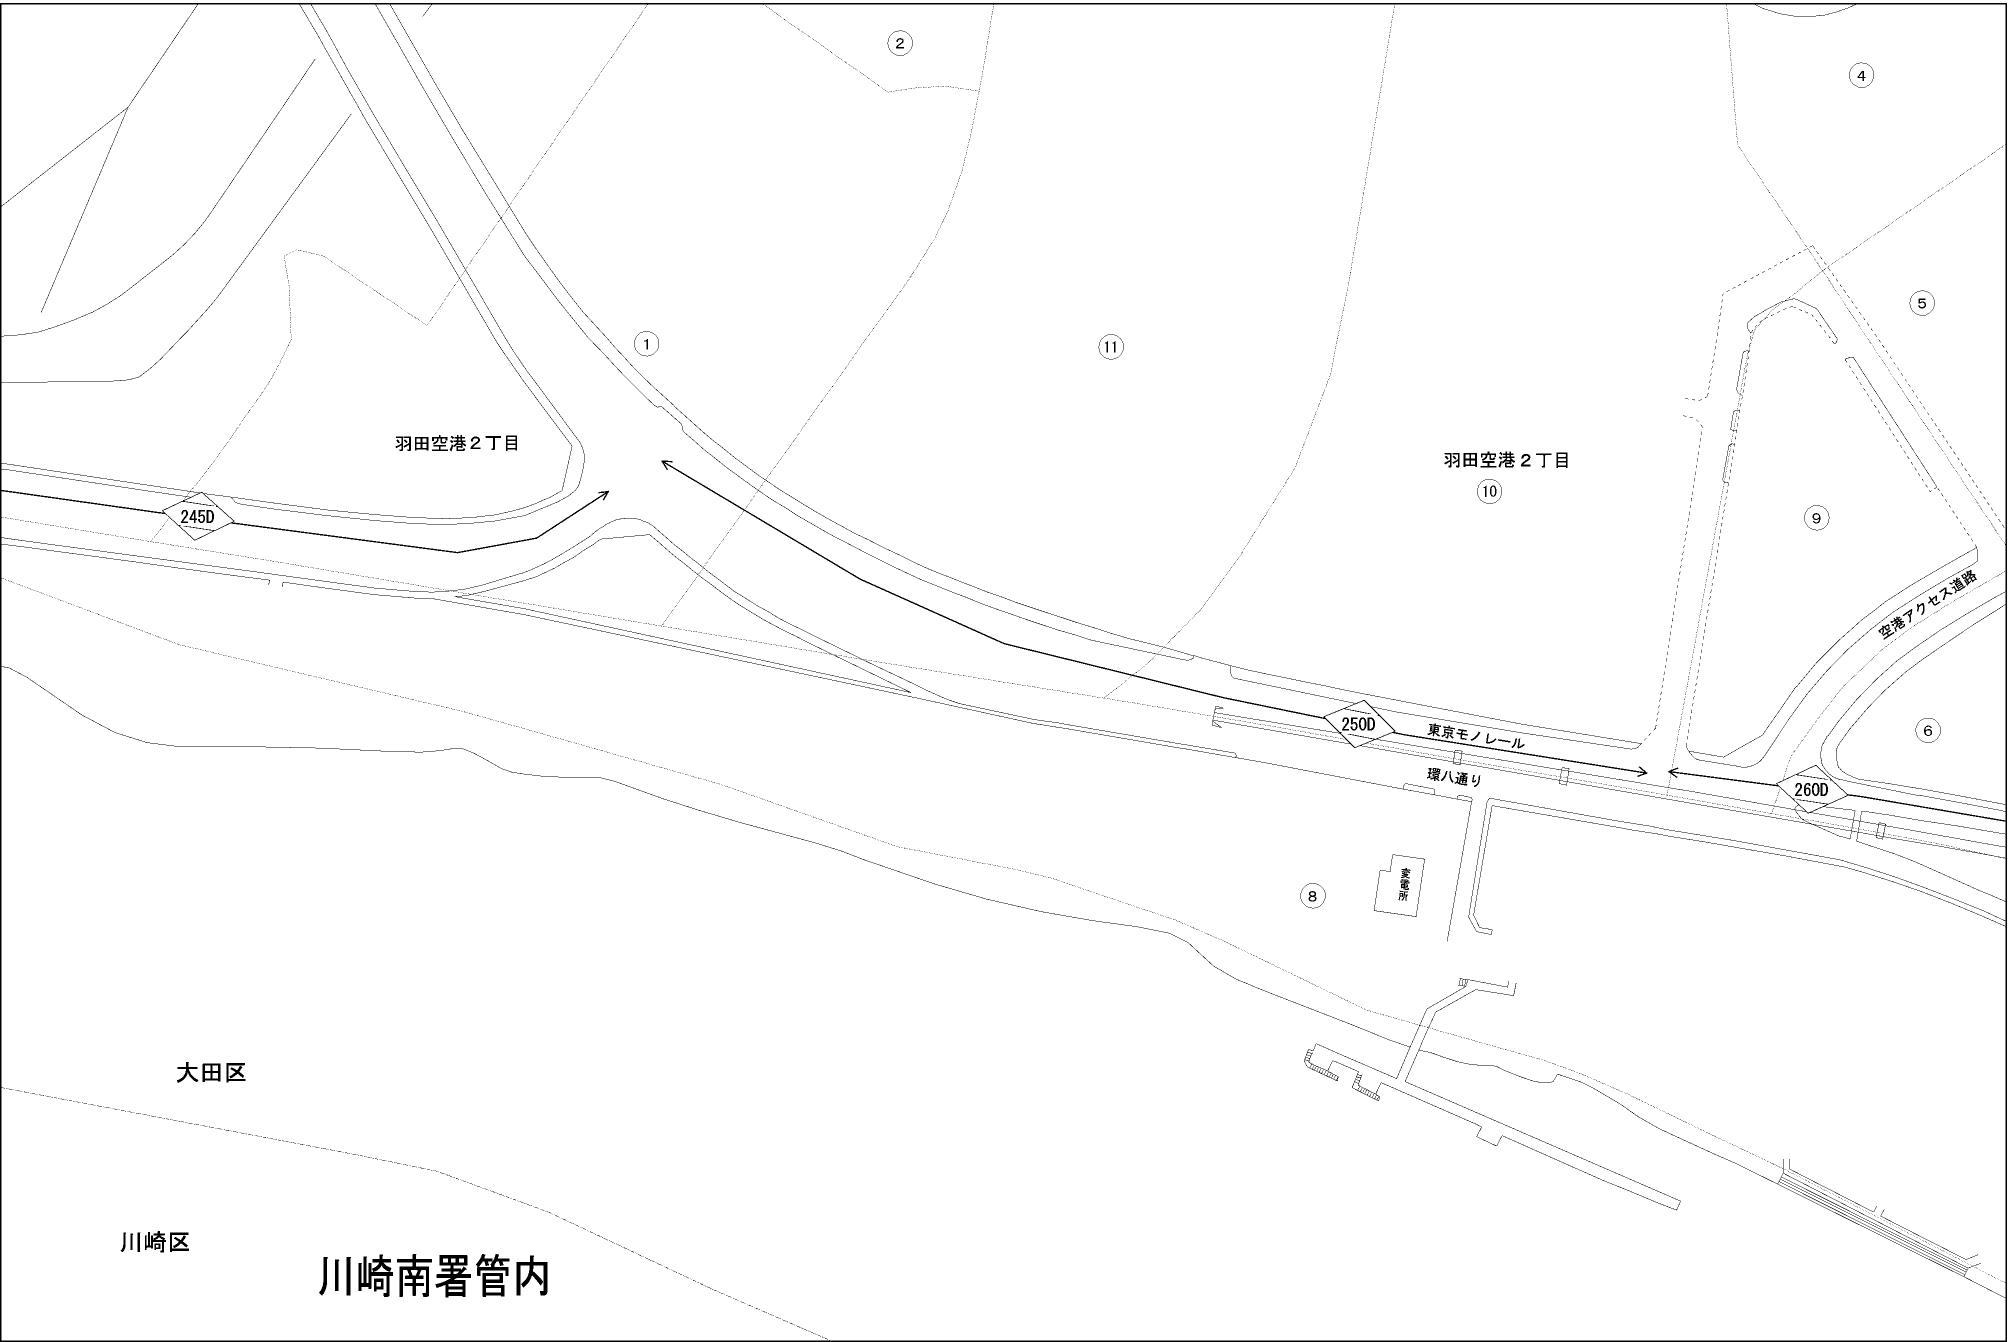 ②
④
⑤
①
⑪
羽田空港２丁目
羽田空港２丁目
⑩
245D
⑨
空港アクセス道路
250D
東京モノレール
⑥
環八通り
260D
変電所
⑧
大田区
川崎区
川崎南署管内